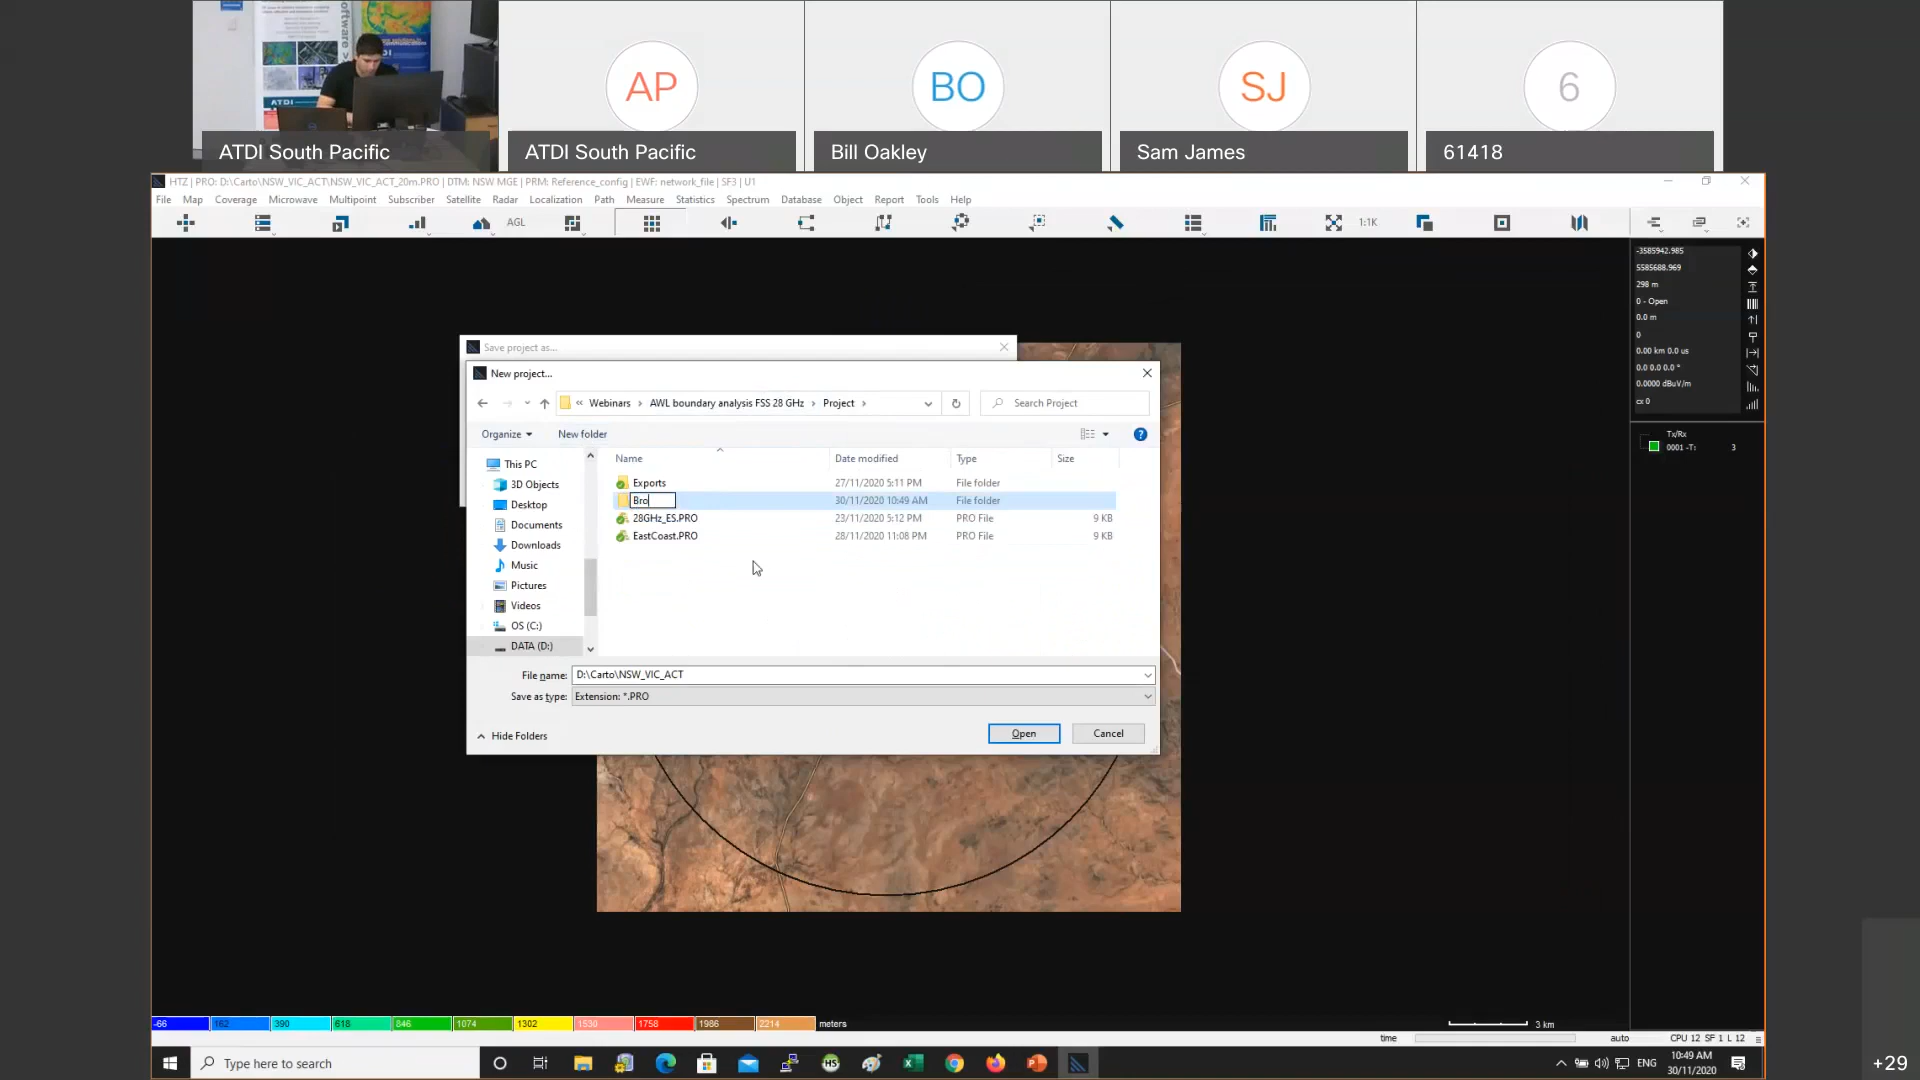 ATDI
AP
BO
SJ
6
ATDI South Pacific
ATDI South Pacific
Bill Oakley
Sam James
61418
HTZ | PRO: D:\Carto\NSW_VIC_ACT\NSW_VIC_ACT_20m.PRO | DTM: NSW MGE | PRM: Reference_config | EWF: network_file | SF3 | U1
File Map Coverage Microwave Multipoint Subscriber Satellite Radar Localization Path Measure Statistics Spectrum Database Object Report Tools Help
AGL
1:1K
-3585942.985
5585688.969
298 m
0 - Open
0.0 m
0
0.00 km 0.0 us
0.0 0.0 0.0 °
0.0000 dBuV/m
cx 0
Tx/Rx
0001 -T: 3
Save project as...
New project...
« Webinars > AWL boundary analysis FSS 28 GHz > Project >
Search Project
Organize
New folder
Name Date modified Type Size
This PC
3D Objects
Desktop
Documents
Downloads
Music
Pictures
Videos
OS (C:)
DATA (D:)
Exports 27/11/2020 5:11 PM File folder
Bro 30/11/2020 10:49 AM File folder
28GHz_ES.PRO 23/11/2020 5:12 PM PRO File 9 KB
EastCoast.PRO 28/11/2020 11:08 PM PRO File 9 KB
File name: D:\Carto\NSW_VIC_ACT
Save as type: Extension: *.PRO
Hide Folders
Open
Cancel
-66 162 390 618 846 1074 1302 1530 1758 1986 2214 meters
3 km
time
auto
CPU 12 SF 1 L 12
Type here to search
HS
ENG
10:49 AM
30/11/2020
+29